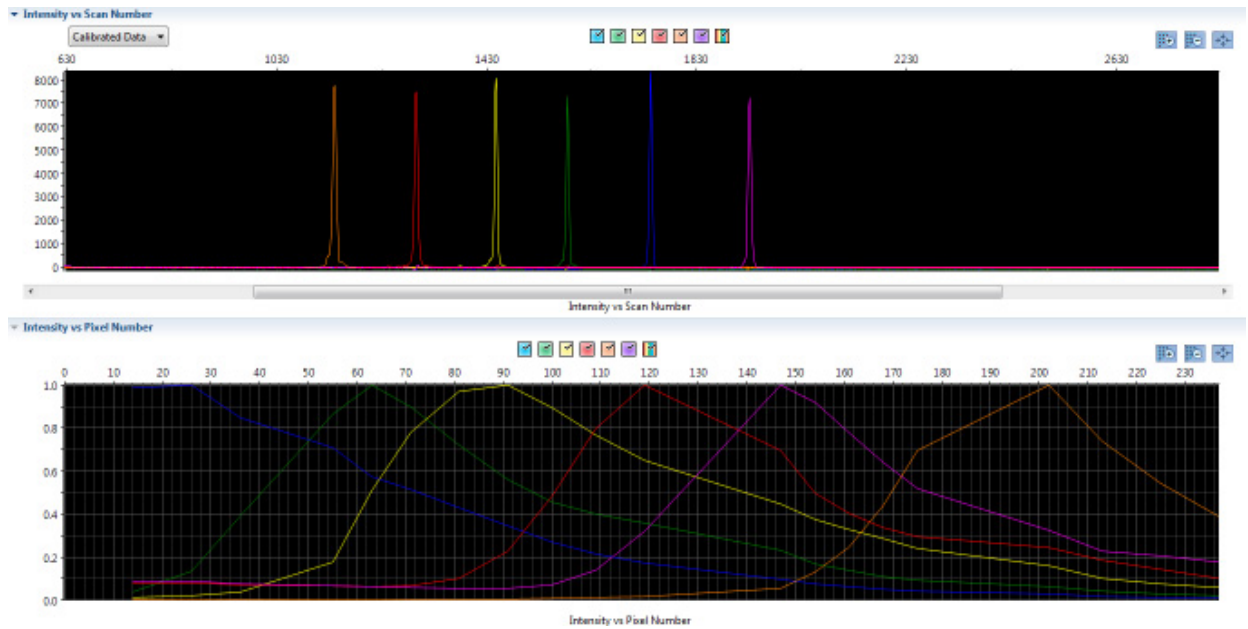 Intensity vs Scan Number
Calibrated Data
630 1030 1430 1830 2230 2630
8000
7000
6000
5000
4000
3000
2000
1000
0
Intensity vs Scan Number
Intensity vs Pixel Number
0 10 20 30 40 50 60 70 80 90 100 110 120 130 140 150 160 170 180 190 200 210 220 230
1.0
0.8
0.6
0.4
0.2
0.0
Intensity vs Pixel Number